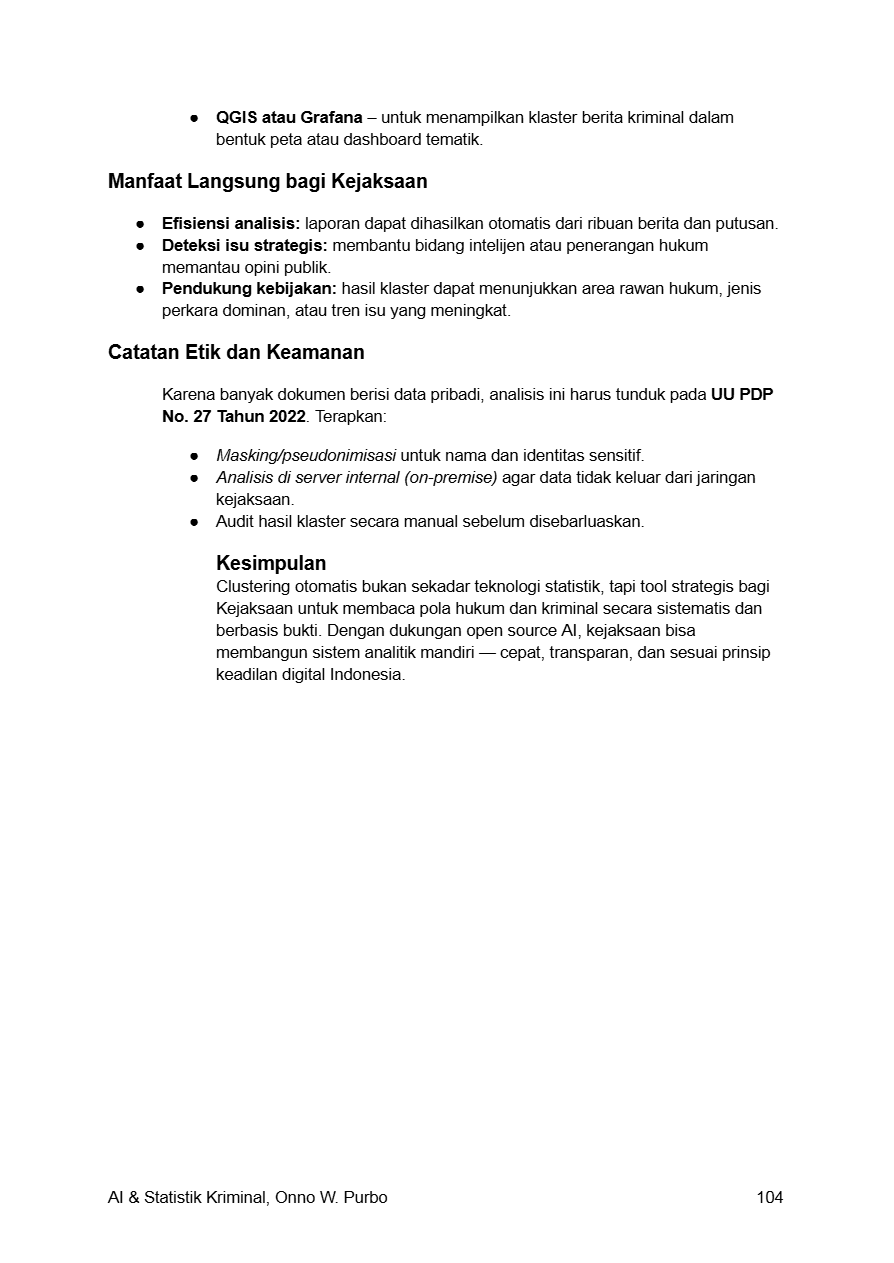 ● QGIS atau Grafana – untuk menampilkan klaster berita kriminal dalam
bentuk peta atau dashboard tematik.
Manfaat Langsung bagi Kejaksaan
● Efisiensi analisis: laporan dapat dihasilkan otomatis dari ribuan berita dan putusan.
● Deteksi isu strategis: membantu bidang intelijen atau penerangan hukum
memantau opini publik.
● Pendukung kebijakan: hasil klaster dapat menunjukkan area rawan hukum, jenis
perkara dominan, atau tren isu yang meningkat.
Catatan Etik dan Keamanan
Karena banyak dokumen berisi data pribadi, analisis ini harus tunduk pada UU PDP
No. 27 Tahun 2022. Terapkan:
● Masking/pseudonimisasi untuk nama dan identitas sensitif.
● Analisis di server internal (on-premise) agar data tidak keluar dari jaringan
kejaksaan.
● Audit hasil klaster secara manual sebelum disebarluaskan.
Kesimpulan
Clustering otomatis bukan sekadar teknologi statistik, tapi tool strategis bagi
Kejaksaan untuk membaca pola hukum dan kriminal secara sistematis dan
berbasis bukti. Dengan dukungan open source AI, kejaksaan bisa
membangun sistem analitik mandiri — cepat, transparan, dan sesuai prinsip
keadilan digital Indonesia.
AI & Statistik Kriminal, Onno W. Purbo 104